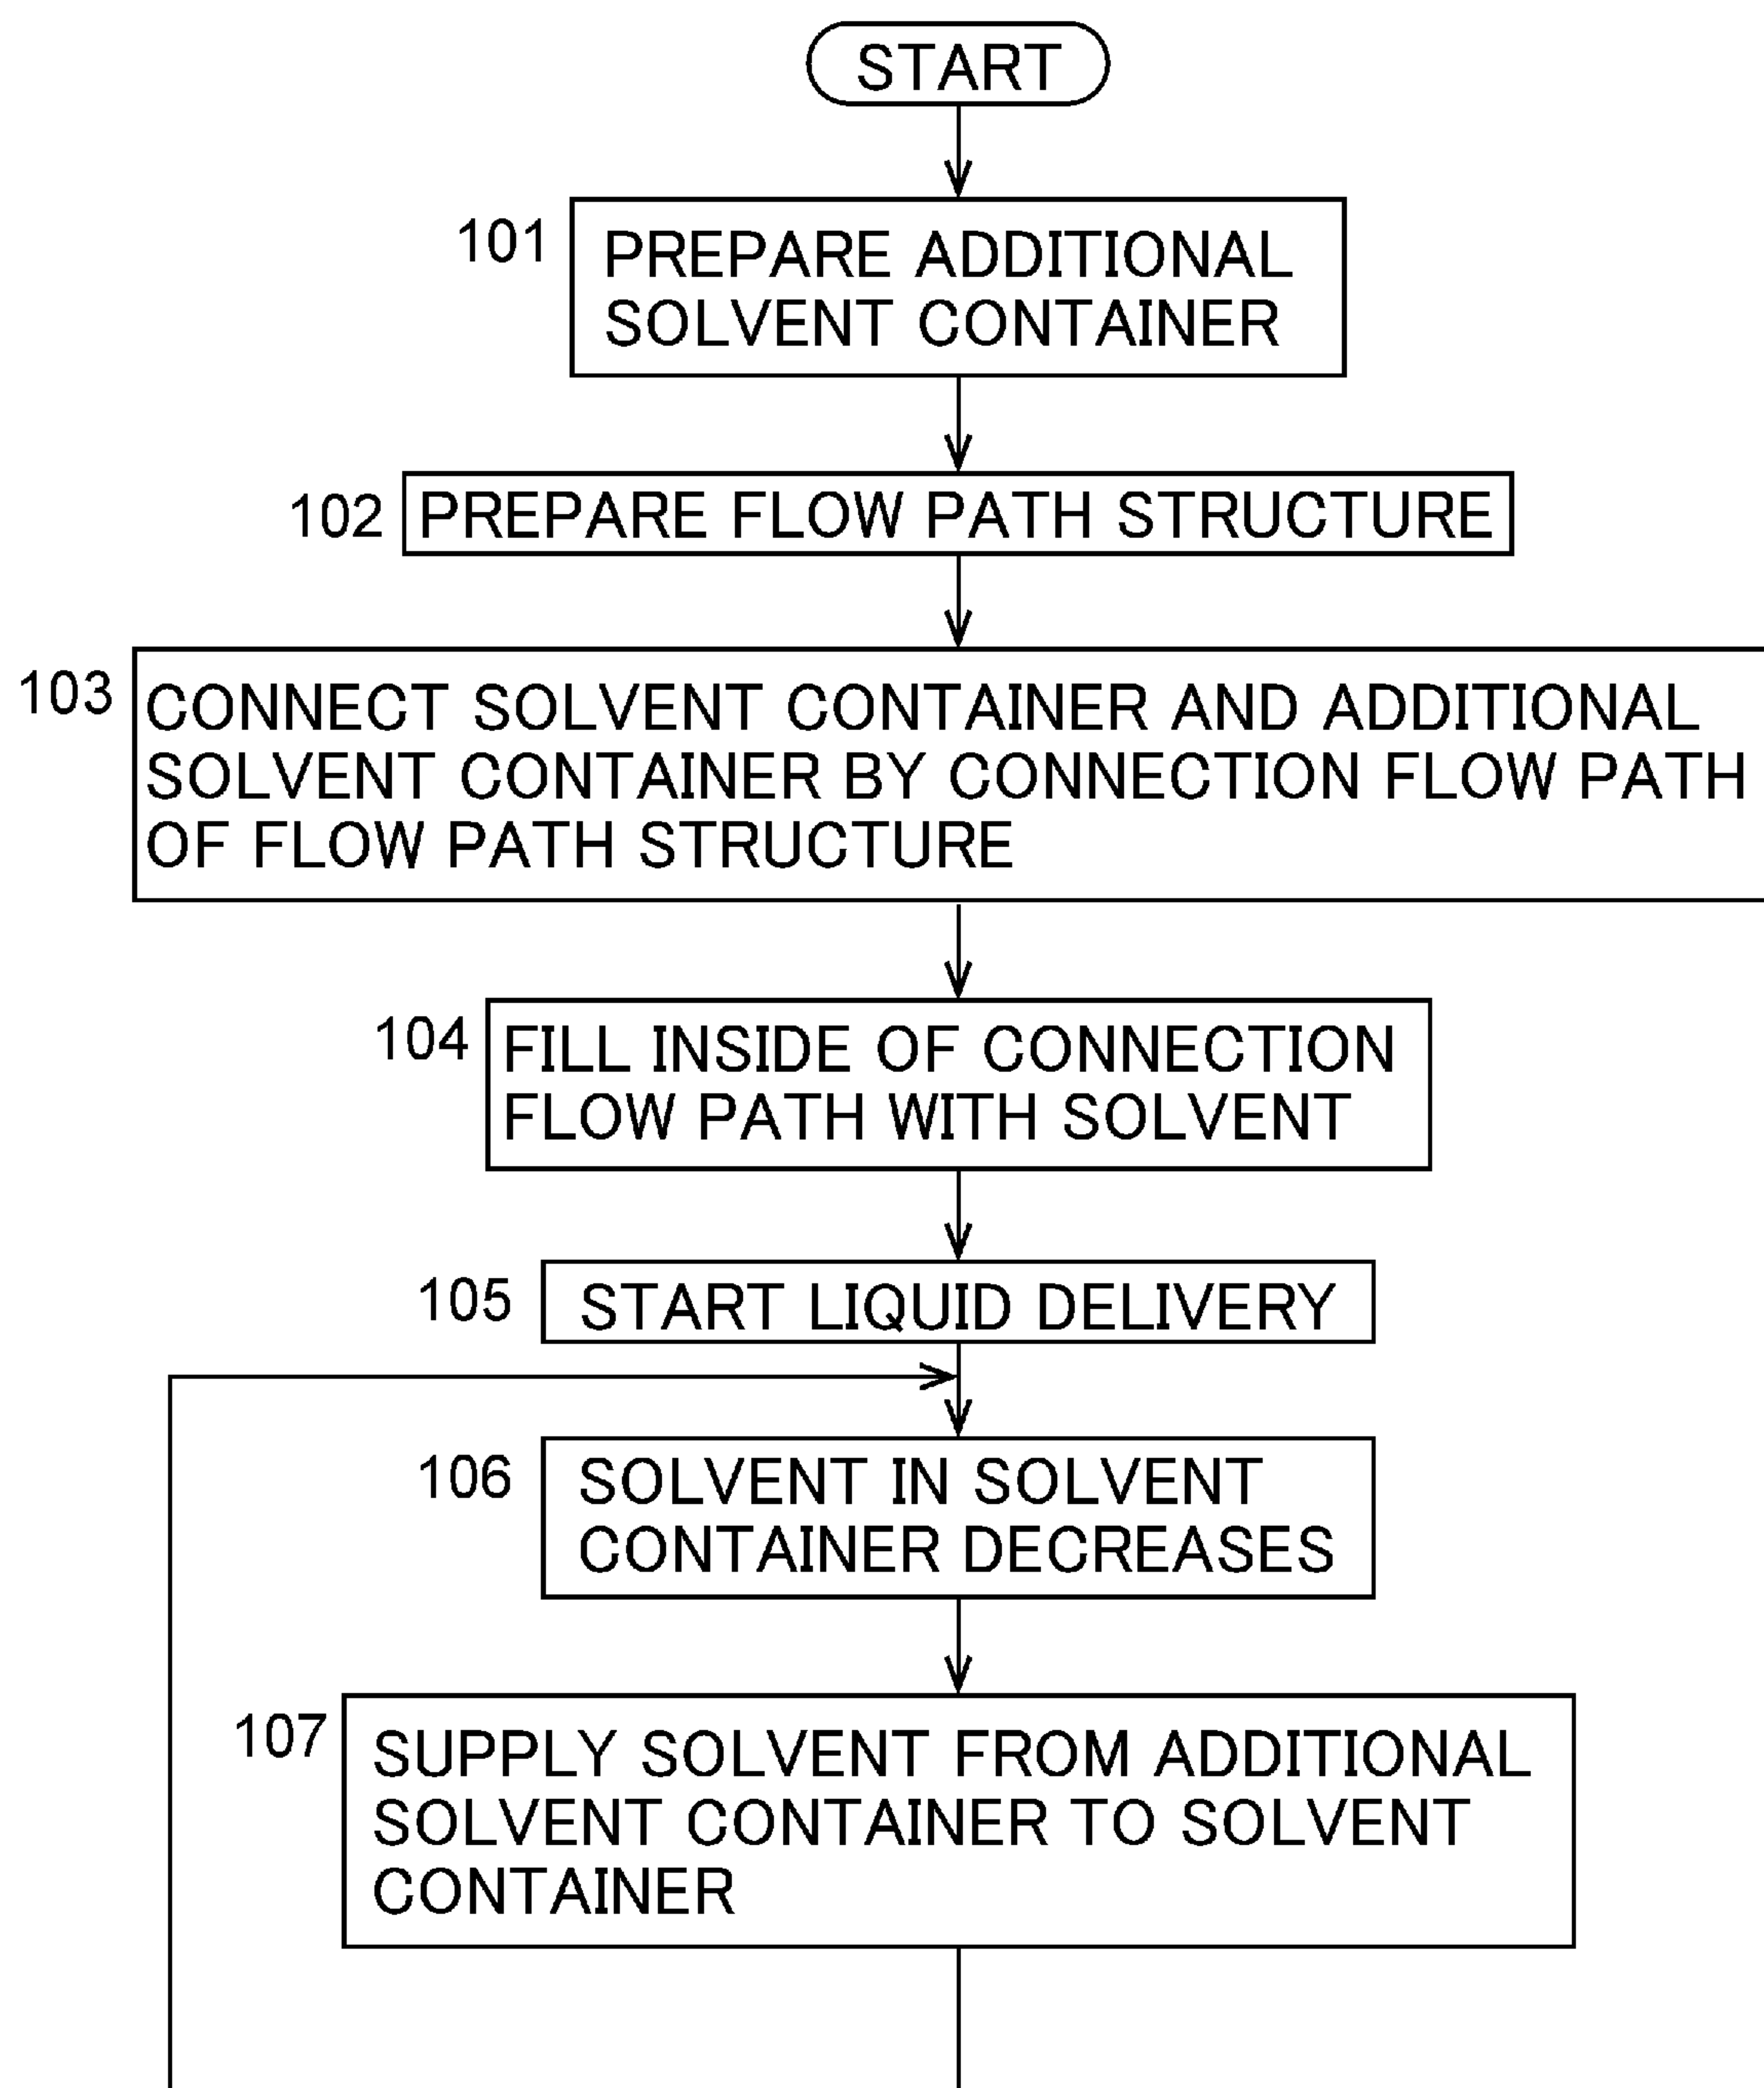 START
101
PREPARE ADDITIONAL
SOLVENT CONTAINER
102
PREPARE FLOW PATH STRUCTURE
103
CONNECT SOLVENT CONTAINER AND ADDITIONAL
SOLVENT CONTAINER BY CONNECTION FLOW PATH
OF FLOW PATH STRUCTURE
104
FILL INSIDE OF CONNECTION
FLOW PATH WITH SOLVENT
105
START LIQUID DELIVERY
106
SOLVENT IN SOLVENT
CONTAINER DECREASES
107
SUPPLY SOLVENT FROM ADDITIONAL
SOLVENT CONTAINER TO SOLVENT
CONTAINER